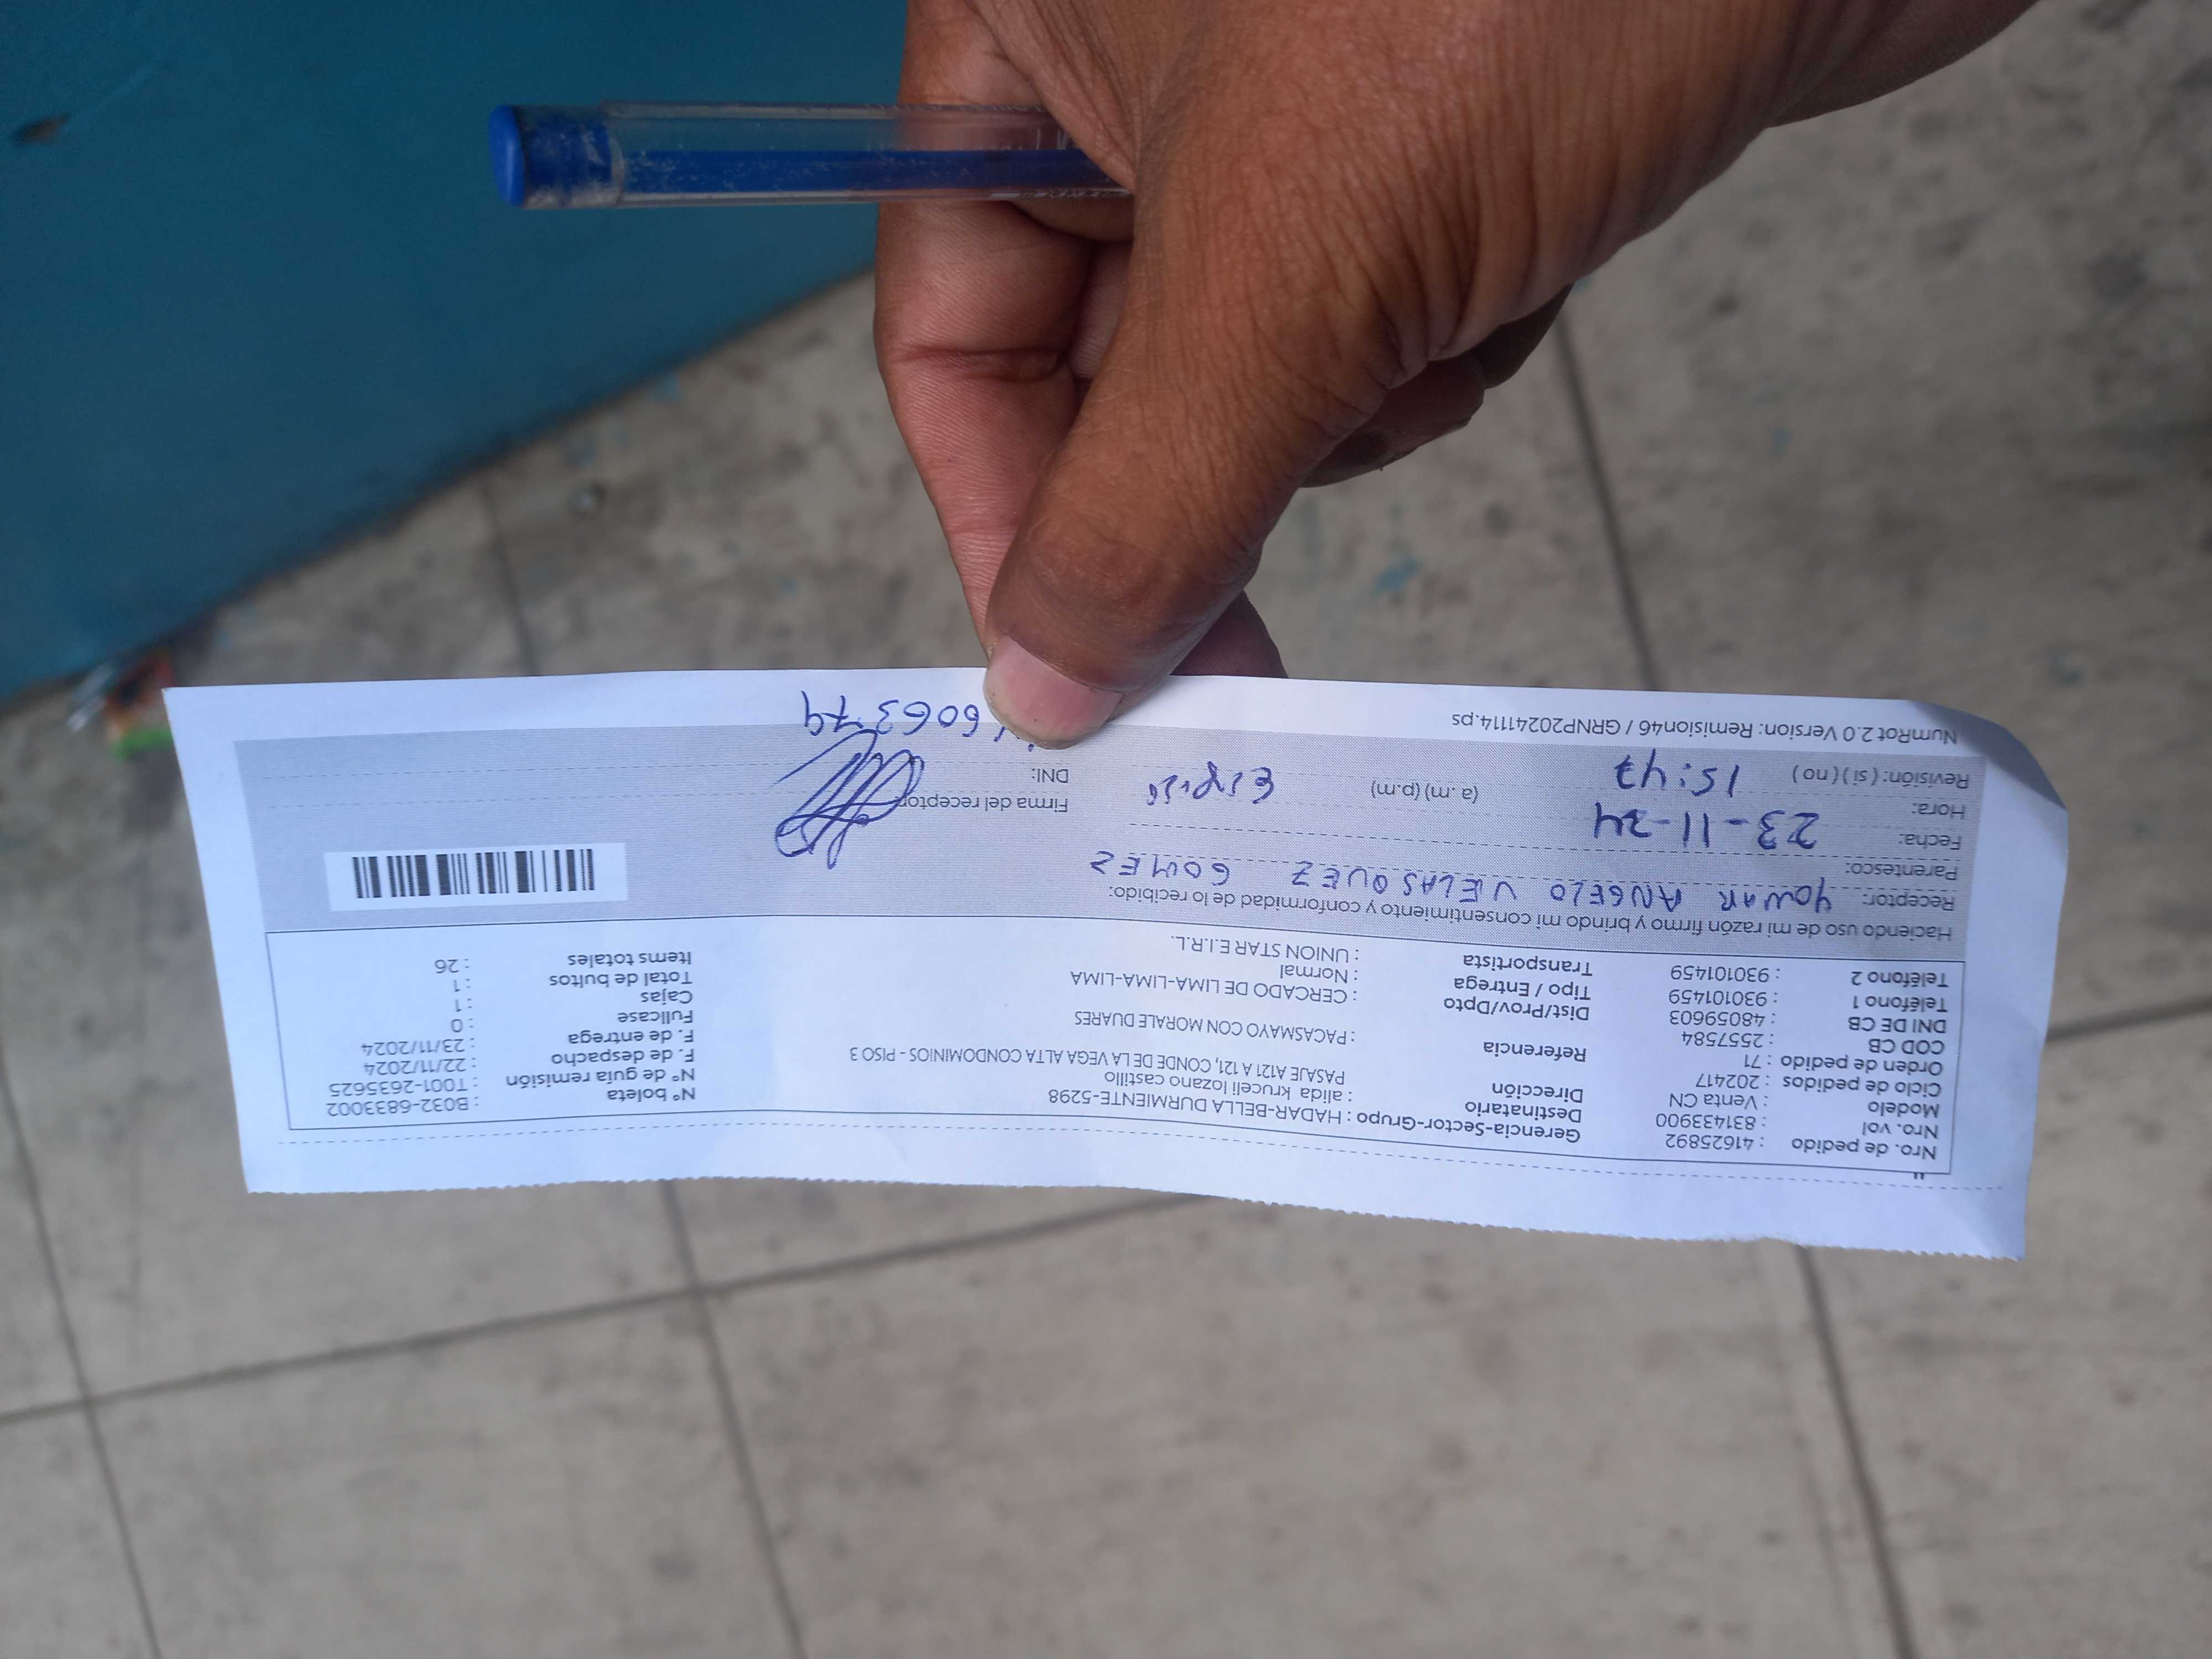 Nro. de pedido : 41625892
Nro. vol : 831433900
Modelo : Venta CN
Ciclo de pedidos : 202417
Orden de pedido : 71
COD CB : 2557584
DNI DE CB : 48059603
Teléfono 1 : 930101459
Teléfono 2 : 930101459
Gerencia-Sector-Grupo : HADAR-BELLA DURMIENTE-5298
Destinatario : alida krucell lozano castillo
Dirección PASAJE A121 A 121, CONDE DE LA VEGA ALTA CONDOMINIOS - PISO 3
Referencia : PACASMAYO CON MORALE DUARES
Dist/Prov/Dpto : CERCADO DE LIMA-LIMA-LIMA
Tipo / Entrega : Normal
Transportista : UNION STAR E.I.R.L.
N° boleta : B032-6833002
N° de guía remisión : T001-2635625
F. de despacho : 22/11/2024
F. de entrega : 23/11/2024
Fullcase : 0
Cajas : 1
Total de bultos : 1
Items totales : 26
Haciendo uso de mi razón firmo y brindo mi consentimiento y conformidad de lo recibido:
Receptor: YOMAR ANGELO VELASQUEZ GOMEZ
Parentesco:
Fecha: 23-11-24
Hora: 15:47 (a.m) (p.m)
Revisión: ( si ) ( no )
Firma del receptor
DNI: 606379
NumRot 2.0 Version: Remision46 / GRNP20241114.ps